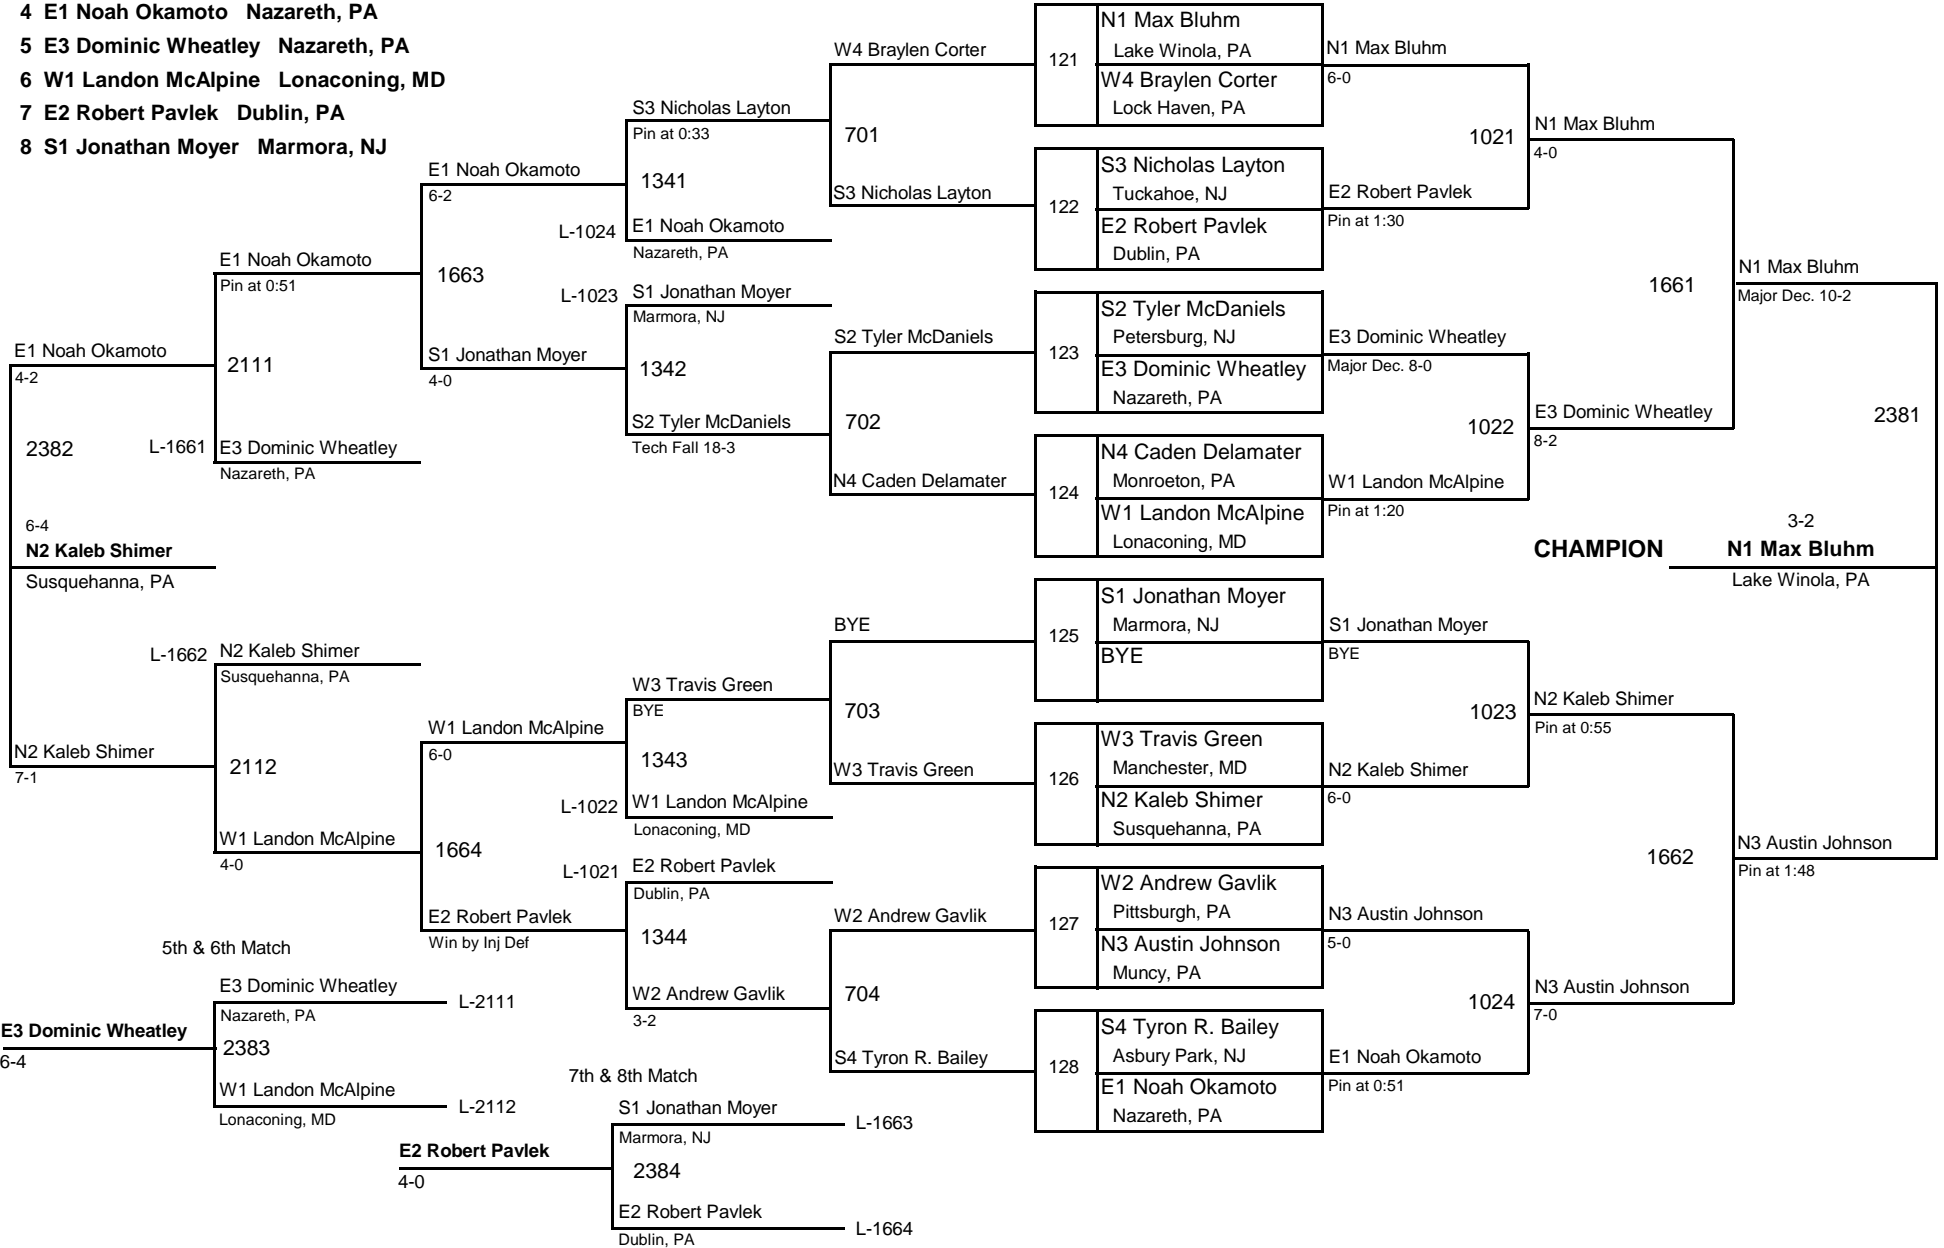 4 E1 Noah Okamoto Nazareth, PA
5 E3 Dominic Wheatley Nazareth, PA
6 W1 Landon McAlpine Lonaconing, MD
7 E2 Robert Pavlek Dublin, PA
8 S1 Jonathan Moyer Marmora, NJ
E1 Noah Okamoto
4-2
2382
6-4
N2 Kaleb Shimer
Susquehanna, PA
N2 Kaleb Shimer
7-1
E1 Noah Okamoto
Pin at 0:51
2111
L-1661
E3 Dominic Wheatley
Nazareth, PA
L-1662
N2 Kaleb Shimer
Susquehanna, PA
2112
W1 Landon McAlpine
4-0
E1 Noah Okamoto
6-2
1663
S1 Jonathan Moyer
4-0
W1 Landon McAlpine
6-0
1664
E2 Robert Pavlek
Win by Inj Def
S3 Nicholas Layton
Pin at 0:33
1341
L-1024
E1 Noah Okamoto
Nazareth, PA
L-1023
S1 Jonathan Moyer
Marmora, NJ
1342
S2 Tyler McDaniels
Tech Fall 18-3
W3 Travis Green
BYE
1343
L-1022
W1 Landon McAlpine
Lonaconing, MD
L-1021
E2 Robert Pavlek
Dublin, PA
1344
W2 Andrew Gavlik
3-2
W4 Braylen Corter
701
S3 Nicholas Layton
S2 Tyler McDaniels
702
N4 Caden Delamater
BYE
703
W3 Travis Green
W2 Andrew Gavlik
704
S4 Tyron R. Bailey
121
N1 Max Bluhm
Lake Winola, PA
W4 Braylen Corter
Lock Haven, PA
122
S3 Nicholas Layton
Tuckahoe, NJ
E2 Robert Pavlek
Dublin, PA
123
S2 Tyler McDaniels
Petersburg, NJ
E3 Dominic Wheatley
Nazareth, PA
124
N4 Caden Delamater
Monroeton, PA
W1 Landon McAlpine
Lonaconing, MD
125
S1 Jonathan Moyer
Marmora, NJ
BYE
126
W3 Travis Green
Manchester, MD
N2 Kaleb Shimer
Susquehanna, PA
127
W2 Andrew Gavlik
Pittsburgh, PA
N3 Austin Johnson
Muncy, PA
128
S4 Tyron R. Bailey
Asbury Park, NJ
E1 Noah Okamoto
Nazareth, PA
N1 Max Bluhm
6-0
1021
E2 Robert Pavlek
Pin at 1:30
E3 Dominic Wheatley
Major Dec. 8-0
1022
W1 Landon McAlpine
Pin at 1:20
S1 Jonathan Moyer
BYE
1023
N2 Kaleb Shimer
6-0
N3 Austin Johnson
5-0
1024
E1 Noah Okamoto
Pin at 0:51
N1 Max Bluhm
4-0
1661
E3 Dominic Wheatley
8-2
N2 Kaleb Shimer
Pin at 0:55
1662
N3 Austin Johnson
7-0
N1 Max Bluhm
Major Dec. 10-2
2381
3-2
CHAMPION N1 Max Bluhm
Lake Winola, PA
N3 Austin Johnson
Pin at 1:48
5th & 6th Match
E3 Dominic Wheatley
L-2111
Nazareth, PA
E3 Dominic Wheatley
2383
6-4
W1 Landon McAlpine
L-2112
Lonaconing, MD
7th & 8th Match
S1 Jonathan Moyer
L-1663
Marmora, NJ
E2 Robert Pavlek
2384
4-0
E2 Robert Pavlek
L-1664
Dublin, PA